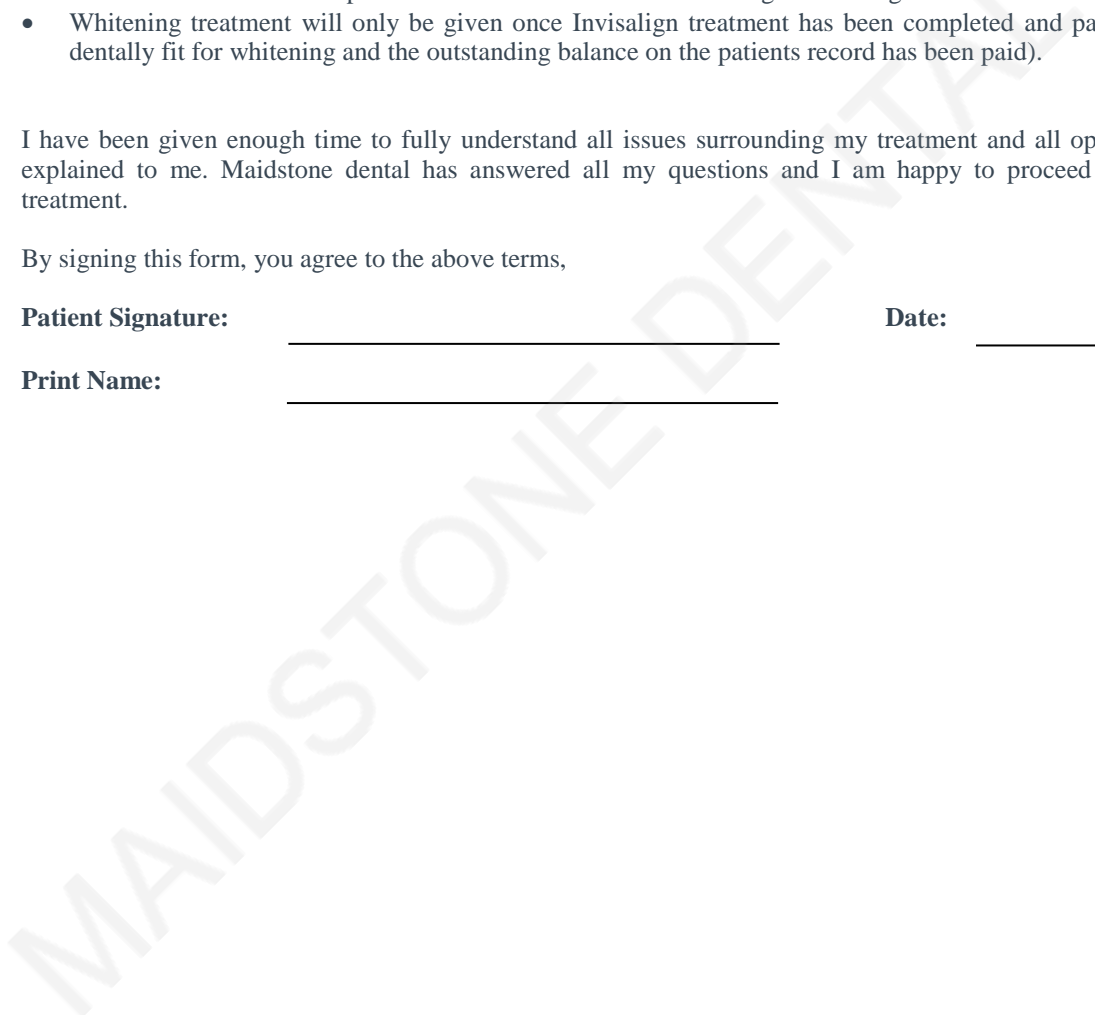 • Whitening treatment will only be given once Invisalign treatment has been completed and
dentally fit for whitening and the outstanding balance on the patients record has been paid).
I have been given enough time to fully understand all issues surrounding my treatment and all
explained to me. Maidstone dental has answered all my questions and I am happy to proceed
treatment.
By signing this form, you agree to the above terms,
Patient Signature: Date:
Print Name:
MAIDSTONE DENTAL